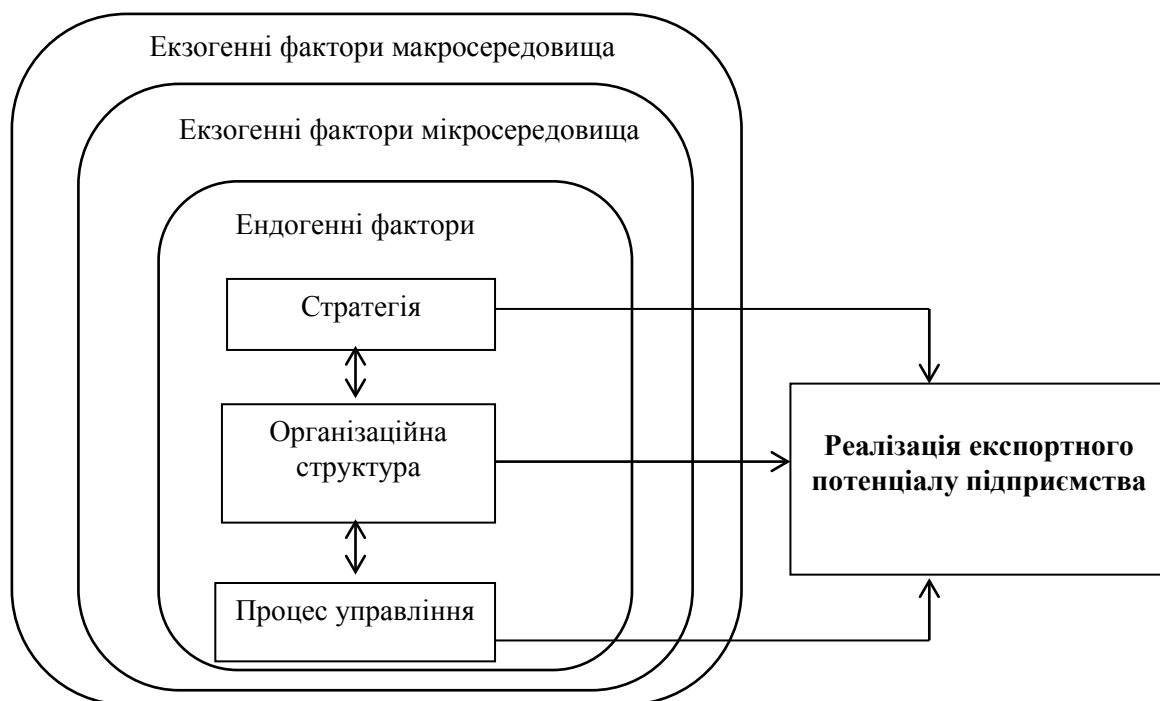 Екзогенні фактори макросередовища
Екзогенні фактори мікросередовища
Ендогенні фактори
Стратегія
Організаційна
структура
Реалізація експортного
потенціалу підприємства
Процес управління